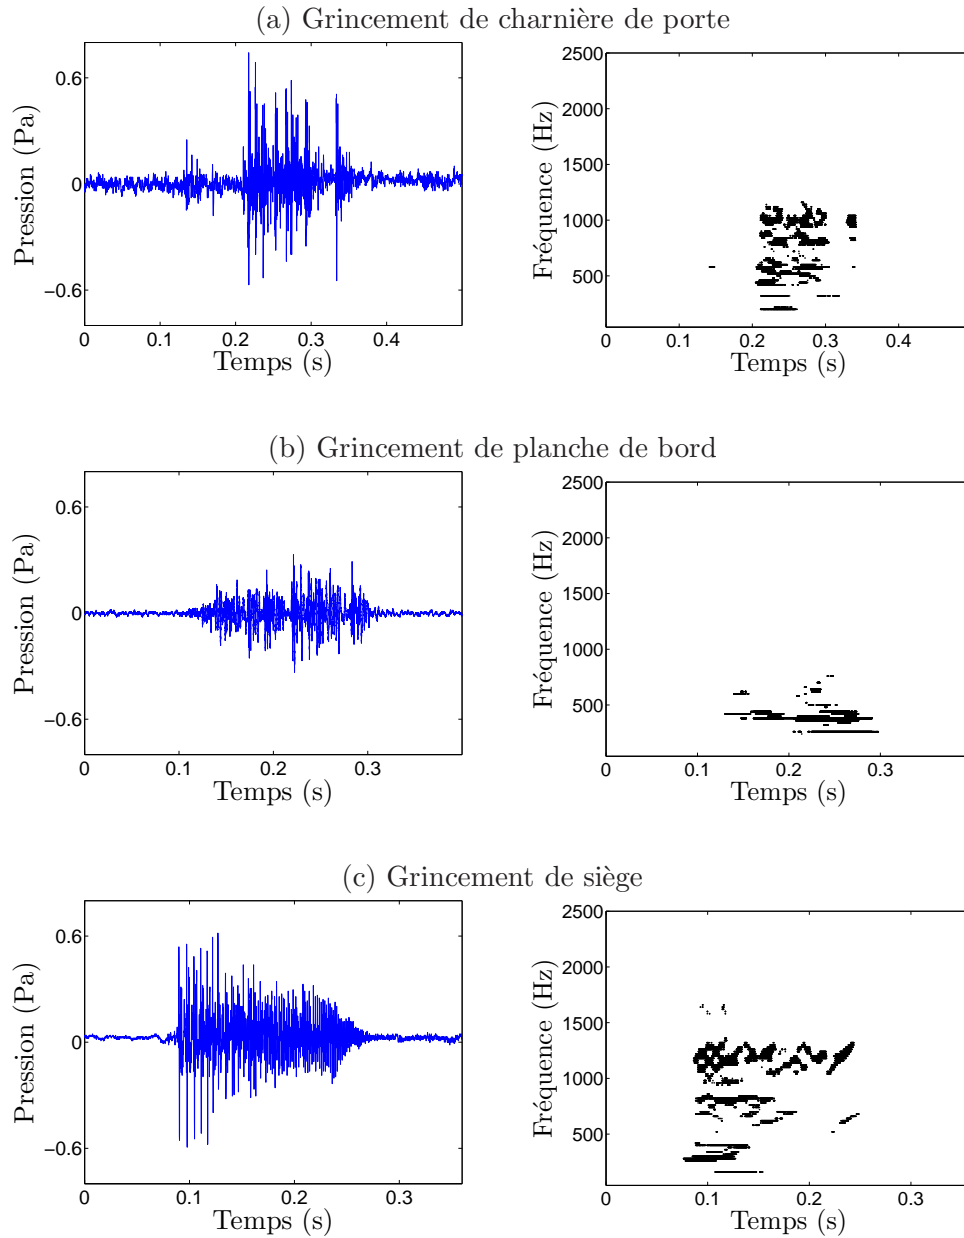 (a) Grincement de charnière de porte
Pression (Pa)
0.6
0
−0.6
0 0.1 0.2 0.3 0.4
Temps (s)
Fréquence (Hz)
2500
2000
1500
1000
500
0 0.1 0.2 0.3 0.4
Temps (s)
(b) Grincement de planche de bord
Pression (Pa)
0.6
0
−0.6
0 0.1 0.2 0.3
Temps (s)
Fréquence (Hz)
2500
2000
1500
1000
500
0 0.1 0.2 0.3
Temps (s)
(c) Grincement de siège
Pression (Pa)
0.6
0
−0.6
0 0.1 0.2 0.3
Temps (s)
Fréquence (Hz)
2500
2000
1500
1000
500
0 0.1 0.2 0.3
Temps (s)